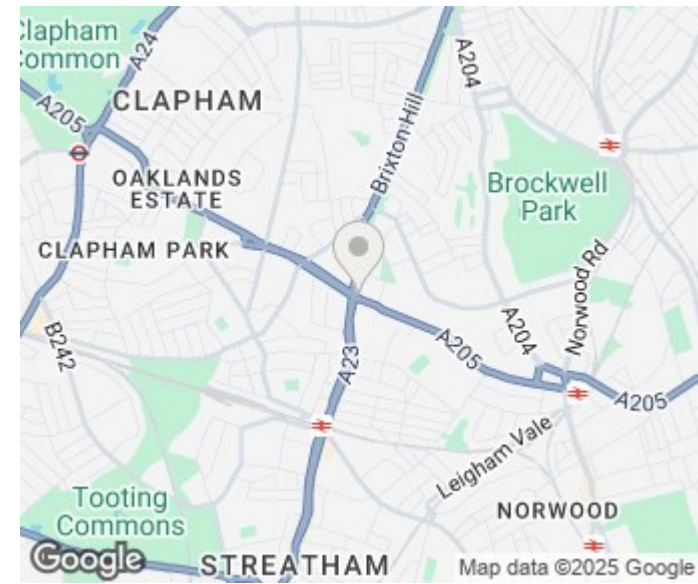 Clapham
Common
A24
A204
A205
CLAPHAM
Brixton Hill
OAKLANDS
ESTATE
Brockwell
Park
CLAPHAM PARK
Norwood Rd
B242
A23
A205
A204
A205
Leigham Vale
Tooting
Commons
NORWOOD
Google
STREATHAM
Map data ©2025 Google